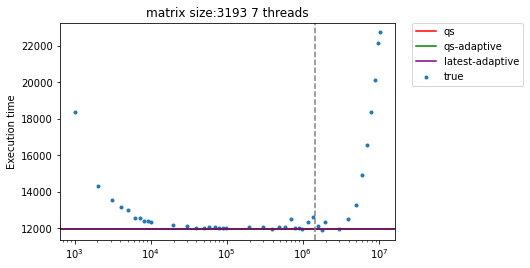 matrix size:3193 7 threads
Execution time
22000
20000
18000
16000
14000
12000
10³
10⁴
10⁵
10⁶
10⁷
qs
qs-adaptive
latest-adaptive
true